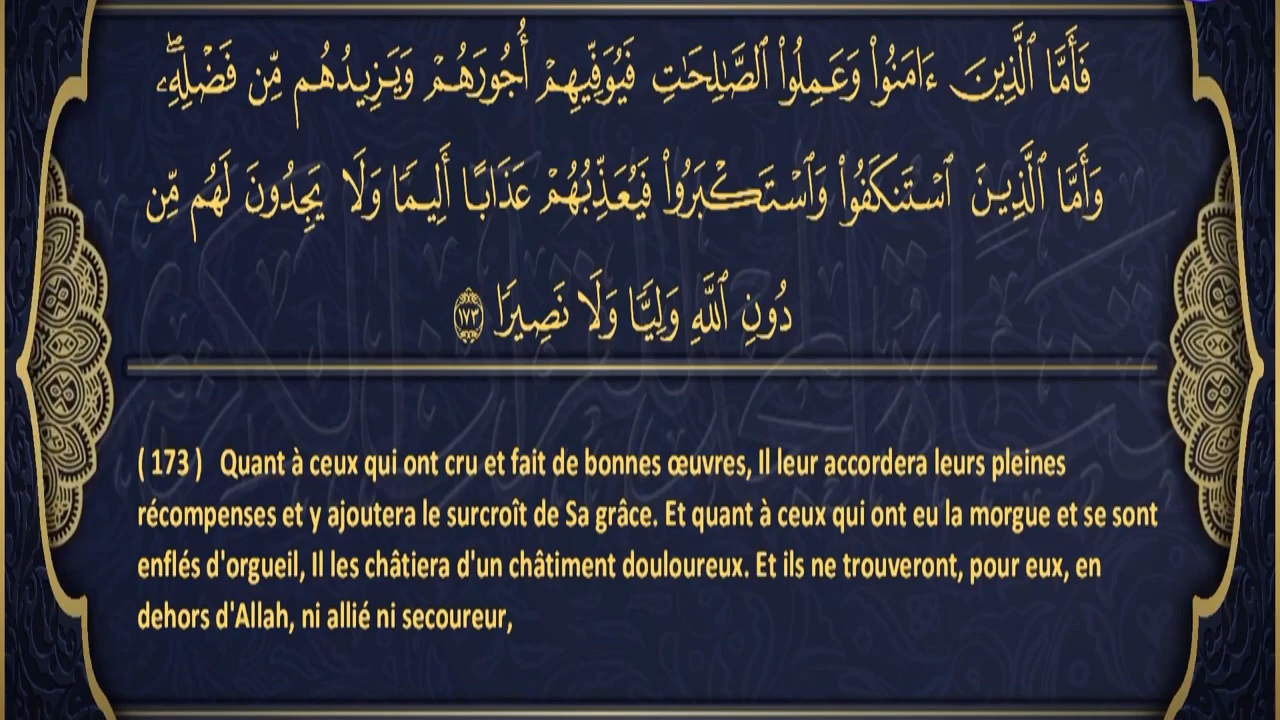 فَأَمَّا ٱلَّذِينَ ءَامَنُوا۟ وَعَمِلُوا۟ ٱلصَّـٰلِحَـٰتِ فَيُوَفِّيهِمْ أُجُورَهُمْ وَيَزِيدُهُم مِّن فَضْلِهِۦۖ
وَأَمَّا ٱلَّذِينَ ٱسْتَنكَفُوا۟ وَٱسْتَكْبَرُوا۟ فَيُعَذِّبُهُمْ عَذَابًا أَلِيمًا وَلَا يَجِدُونَ لَهُم مِّن
دُونِ ٱللَّهِ وَلِيًّا وَلَا نَصِيرًا ١٧٣
( 173 ) Quant à ceux qui ont cru et fait de bonnes œuvres, Il leur accordera leurs pleines
récompenses et y ajoutera le surcroît de Sa grâce. Et quant à ceux qui ont eu la morgue et se sont
enflés d'orgueil, Il les châtiera d'un châtiment douloureux. Et ils ne trouveront, pour eux, en
dehors d'Allah, ni allié ni secoureur,